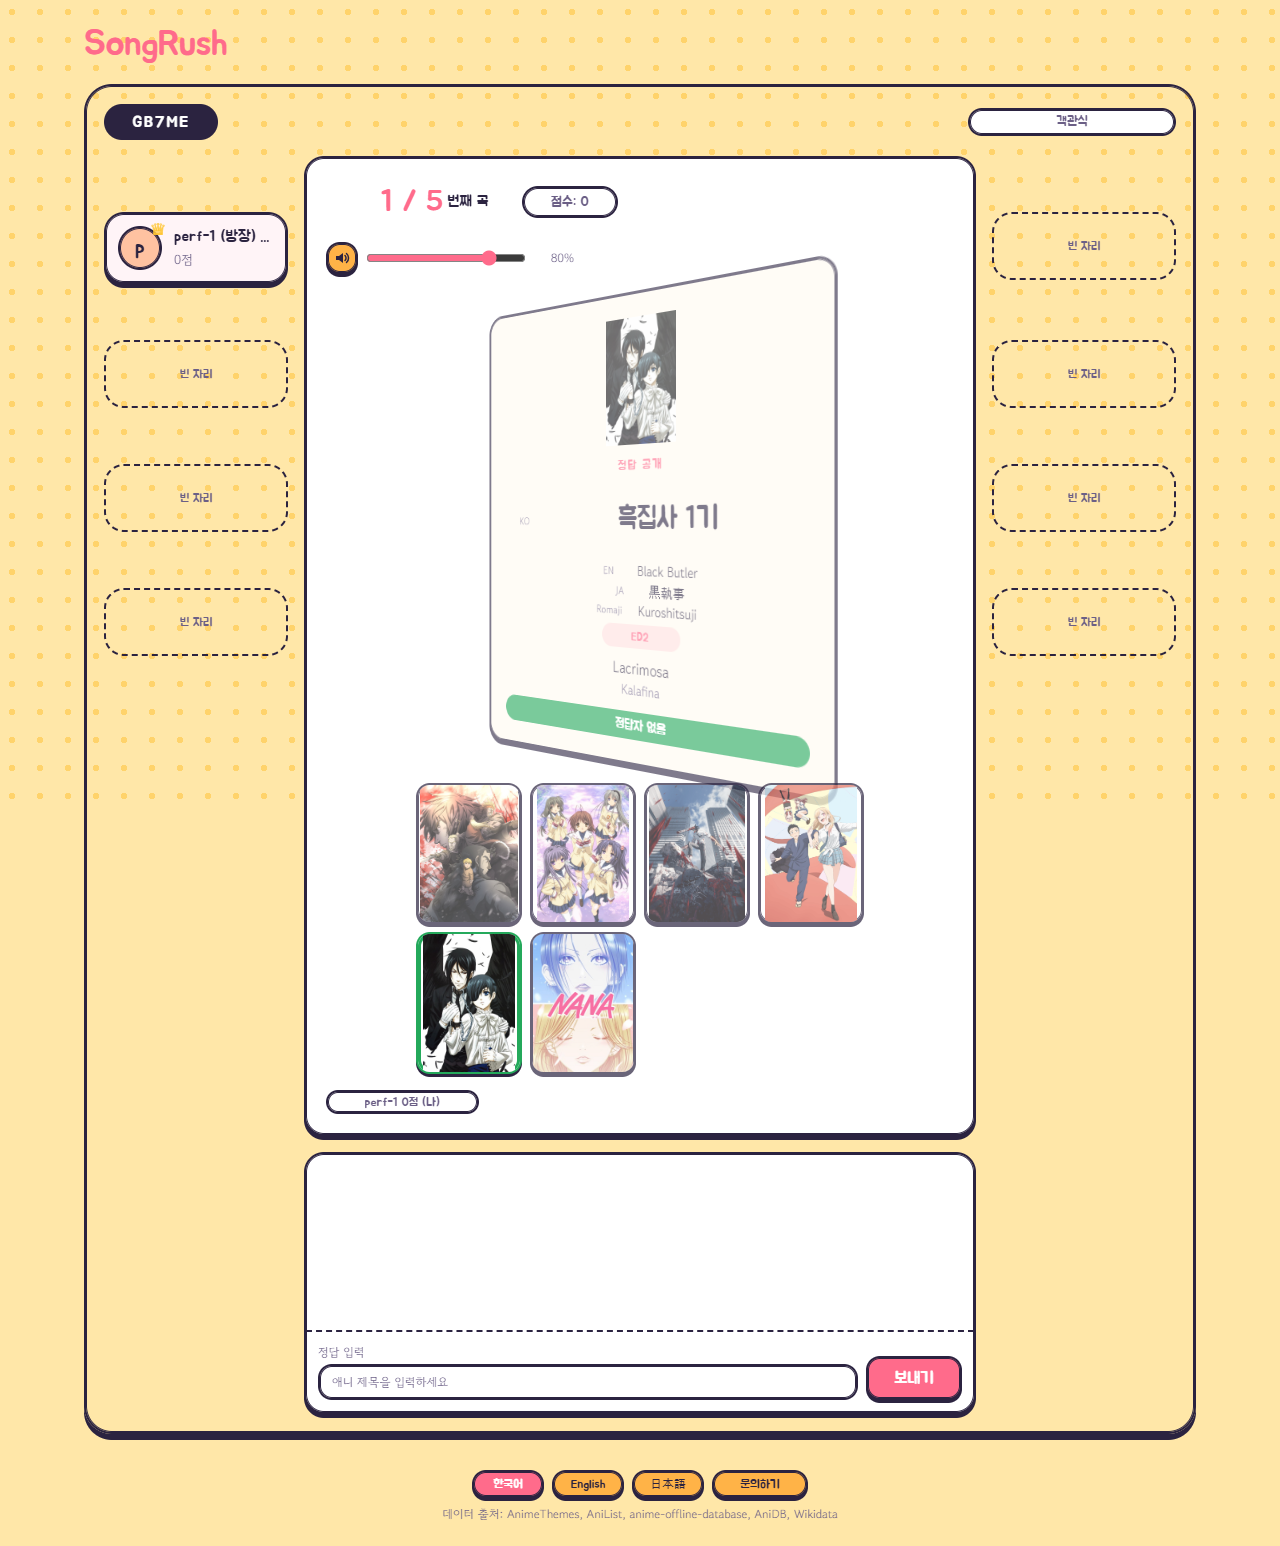 SongRush
GB7ME
객관식
1 / 5 번째 곡
점수: 0
p
perf-1 (방장) ...
0점
80%
빈 자리
빈 자리
빈 자리
빈 자리
빈 자리
빈 자리
빈 자리
정답 공개
KO 흑집사 1기
EN Black Butler
JA 黒執事
Romaji Kuroshitsuji
ED2
Lacrimosa
Kalafina
정답자 없음
NANA
perf-1 0점 (나)
정답 입력
애니 제목을 입력하세요
보내기
한국어
English
日本語
문의하기
데이터 출처: AnimeThemes, AniList, anime-offline-database, AniDB, Wikidata